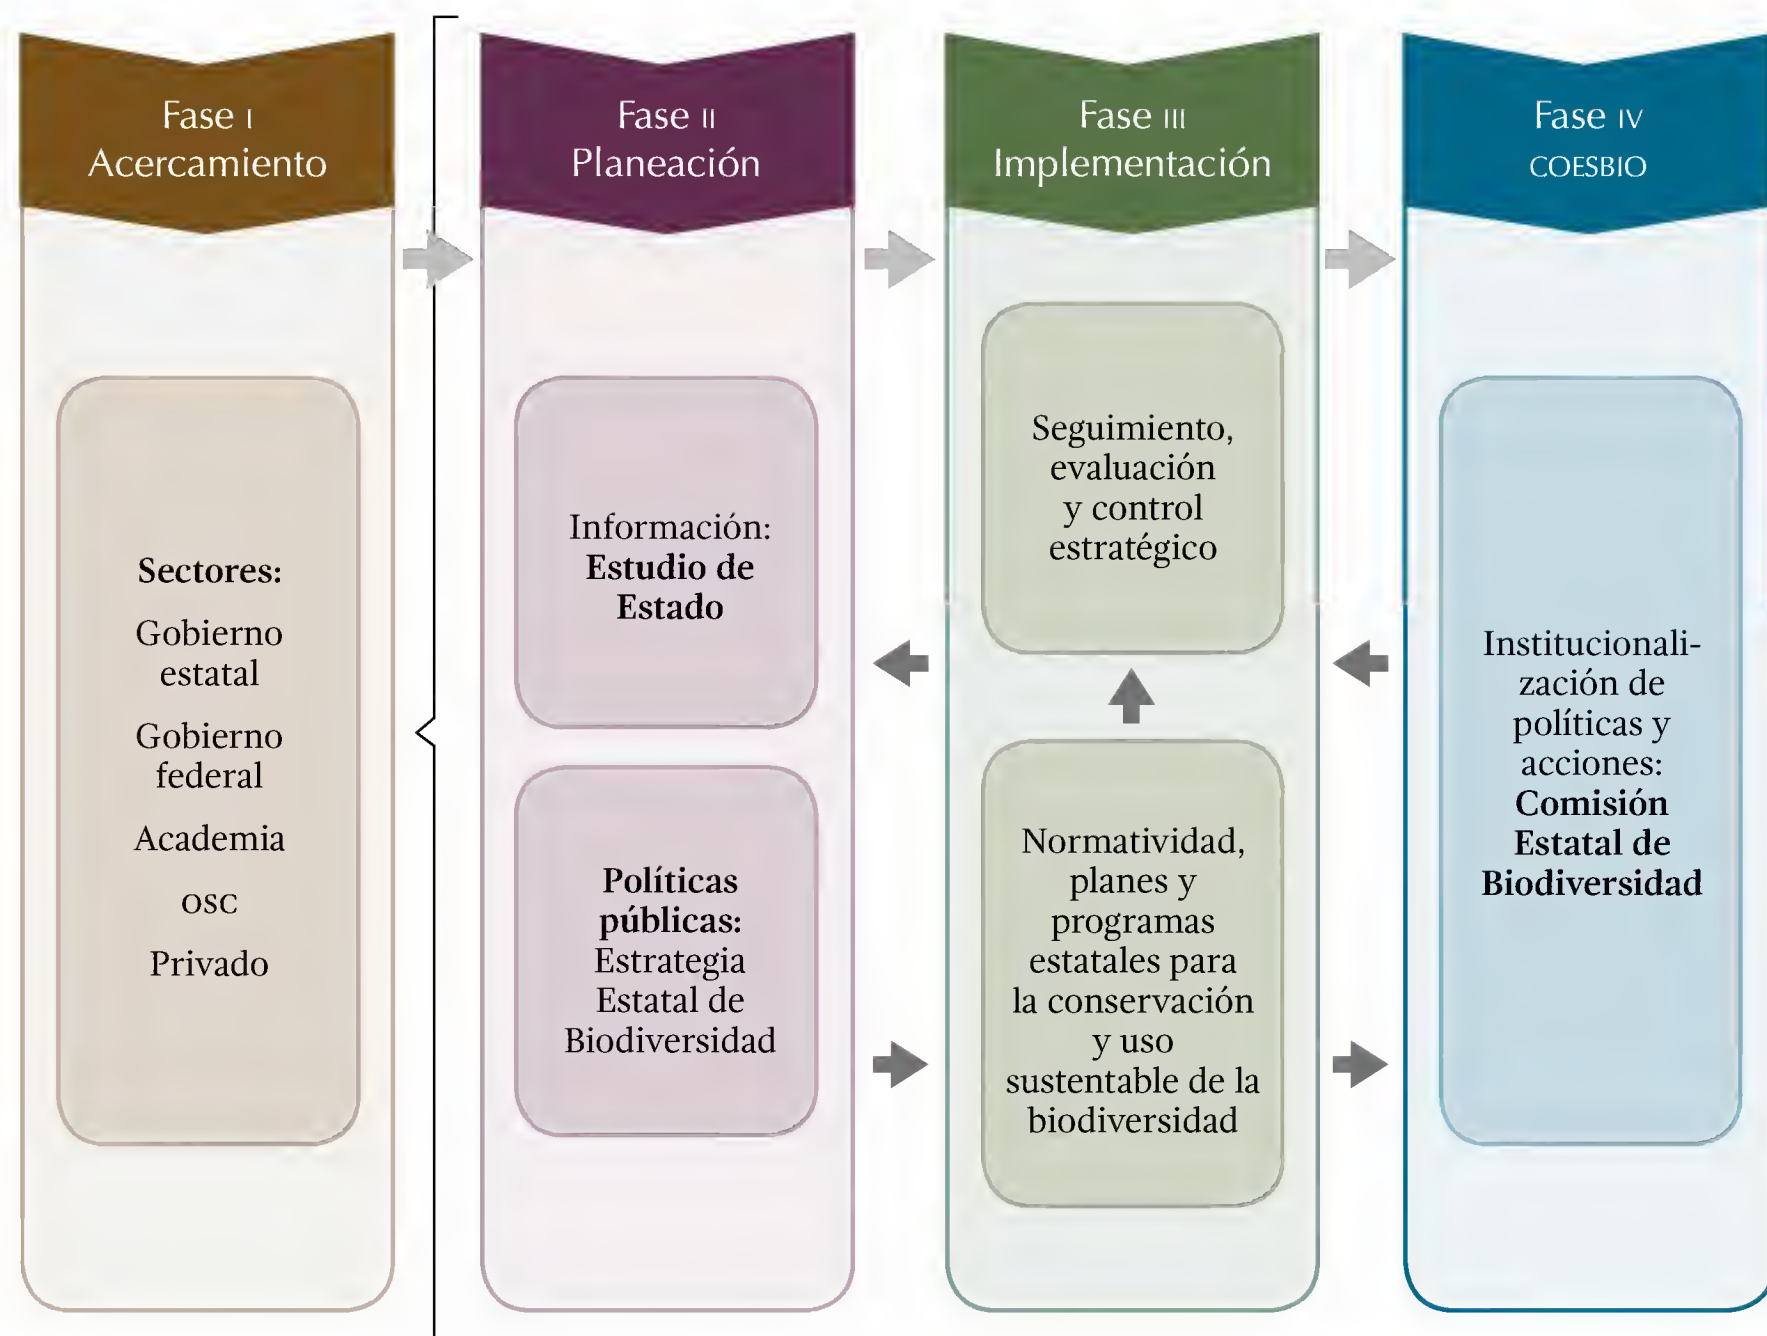 Fase I
Acercamiento
Sectores:
Gobierno
estatal
Gobierno
federal
Academia
OSC
Privado
Fase II
Planeación
Información:
Estudio de
Estado
Políticas
públicas:
Estrategia
Estatal de
Biodiversidad
Fase III
Implementación
Seguimiento,
evaluación
y control
estratégico
Normatividad,
planes y
programas
estatales para
la conservación
y uso
sustentable de la
biodiversidad
Fase IV
COESBIO
Institucionali-
zación de
políticas y
acciones:
Comisión
Estatal de
Biodiversidad